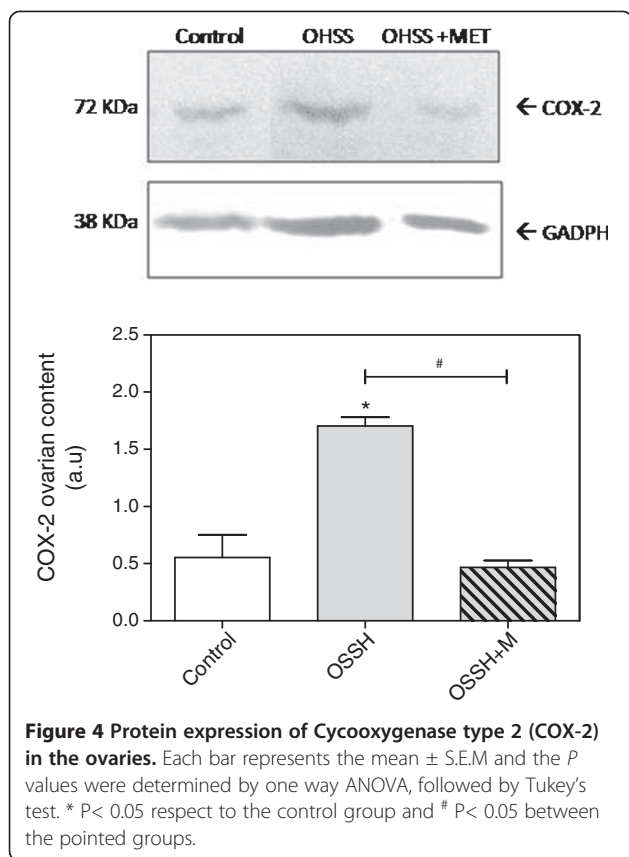 Control OHSS OHSS +MET
72 KDa ← COX-2
38 KDa ← GADPH
2.5
2.0
1.5
1.0
0.5
0.0
COX-2 ovarian content
(a.u)
#
*
Control
OSSH
OSSH+M
Figure 4 Protein expression of Cycooxygenase type 2 (COX-2)
in the ovaries. Each bar represents the mean ± S.E.M and the P
values were determined by one way ANOVA, followed by Tukey's
test. * P< 0.05 respect to the control group and # P< 0.05 between
the pointed groups.